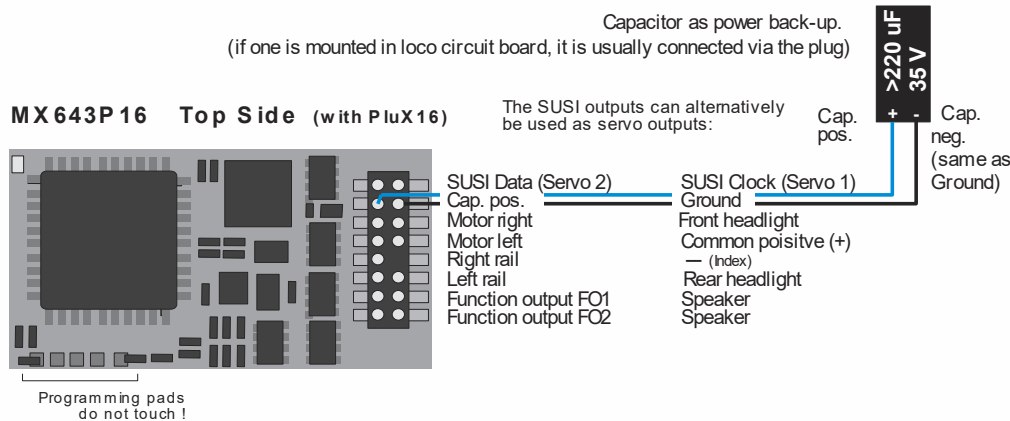 Capacitor as power back-up.
(if one is mounted in loco circuit board, it is usually connected via the plug)
>220 uF
35 V
+ -
MX643P16 Top Side (with PluX16)
The SUSI outputs can alternatively
be used as servo outputs:
Cap.
pos.
Cap.
neg.
(same as
Ground)
SUSI Data (Servo 2) SUSI Clock (Servo 1)
Cap. pos. Ground
Motor right Front headlight
Motor left Common poisitve (+)
Right rail — (Index)
Left rail Rear headlight
Function output FO1 Speaker
Function output FO2 Speaker
Programming pads
do not touch !